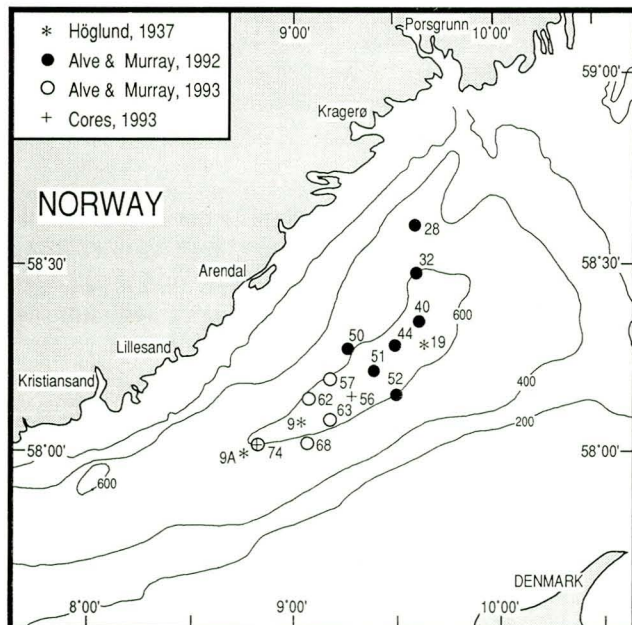 * Höglund, 1937
● Alve & Murray, 1992
○ Alve & Murray, 1993
+ Cores, 1993
9°00'
Porsgrunn
10°00'
59°00'
Kragerø
NORWAY
28
58°30'
32
58°30'
Arendal
40
600
50
44
19
Lillesand
51
57
52
Kristiansand
62
56
400
63
9
200
58°00'
9A
74
68
58°00'
600
DENMARK
8°00'
9°00'
10°00'